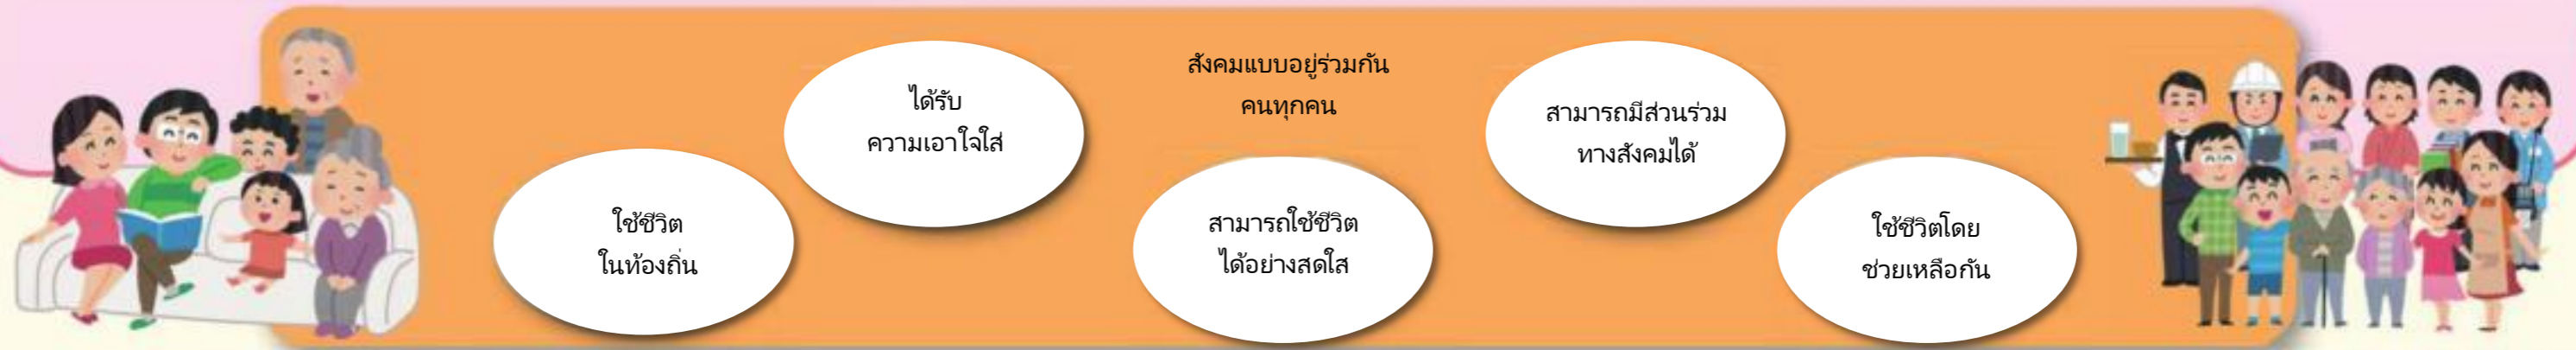 สังคมแบบอยู่ร่วมกัน
คนทุกคน
ใช้ชีวิต
ในท้องถิ่น
ได้รับ
ความเอาใจใส่
สามารถใช้ชีวิต
ได้อย่างสดใส
สามารถมีส่วนร่วม
ทางสังคมได้
ใช้ชีวิตโดย
ช่วยเหลือกัน